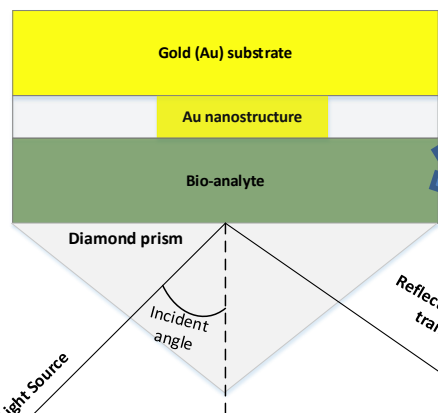 Gold (Au) substrate
Au nanostructure
Bio-analyte
Diamond prism
Incident
angle